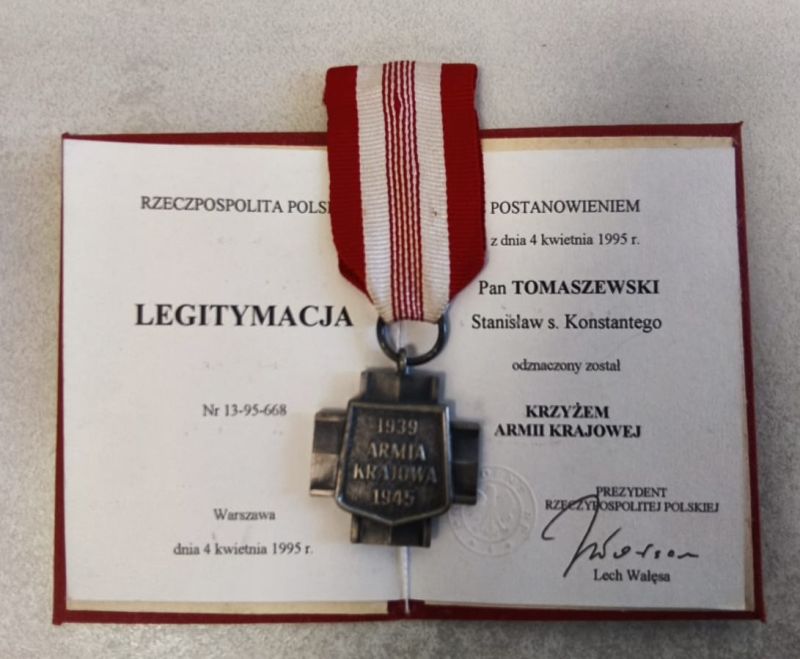 RZECZPOSPOLITA POLS
LEGITYMACJA
Nr 13-95-668
Warszawa
dnia 4 kwietnia 1995 r.
POSTANOWIENIEM
z dnia 4 kwietnia 1995 r.
Pan TOMASZEWSKI
Stanisław s. Konstantego
odznaczony został
KRZYŻEM
ARMII KRAJOWEJ
PREZYDENT
RZECZYPOSPOLITEJ POLSKIEJ
Lech Wałęsa
1939
ARMIA
KRAJOWA
1945